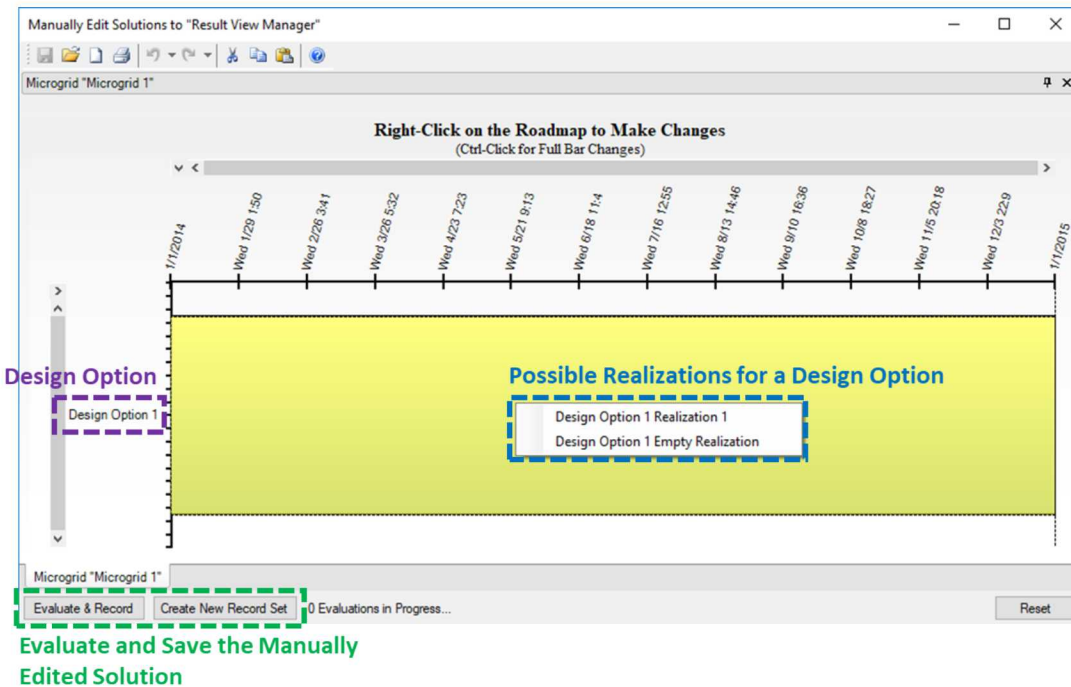 Manually Edit Solutions to "Result View Manager"
Microgrid "Microgrid 1"
Right-Click on the Roadmap to Make Changes
(Ctrl-Click for Full Bar Changes)
1/1/2014
Wed 1/29 1:50
Wed 2/26 3:41
Wed 3/26 5:32
Wed 4/23 7:23
Wed 5/21 9:13
Wed 6/18 11:4
Wed 7/16 12:55
Wed 8/13 14:46
Wed 9/10 16:36
Wed 10/8 18:27
Wed 11/5 20:18
Wed 12/3 22:9
1/1/2015
Design Option
Possible Realizations for a Design Option
Design Option 1
Design Option 1 Realization 1
Design Option 1 Empty Realization
Microgrid "Microgrid 1"
Evaluate & Record
Create New Record Set
0 Evaluations in Progress...
Reset
Evaluate and Save the Manually
Edited Solution